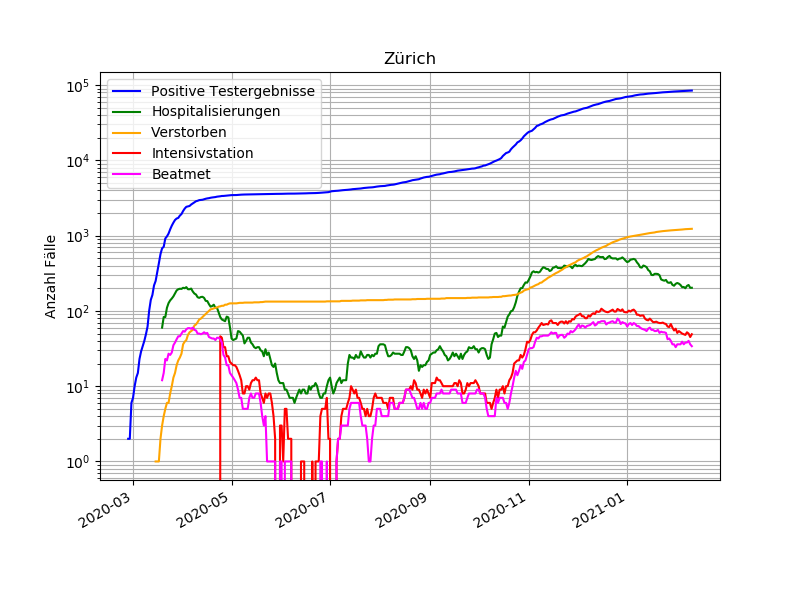 Zürich
Positive Testergebnisse
Hospitalisierungen
Verstorben
Intensivstation
Beatmet
Anzahl Fälle
10^5
10^4
10^3
10^2
10^1
10^0
2020-03
2020-05
2020-07
2020-09
2020-11
2021-01